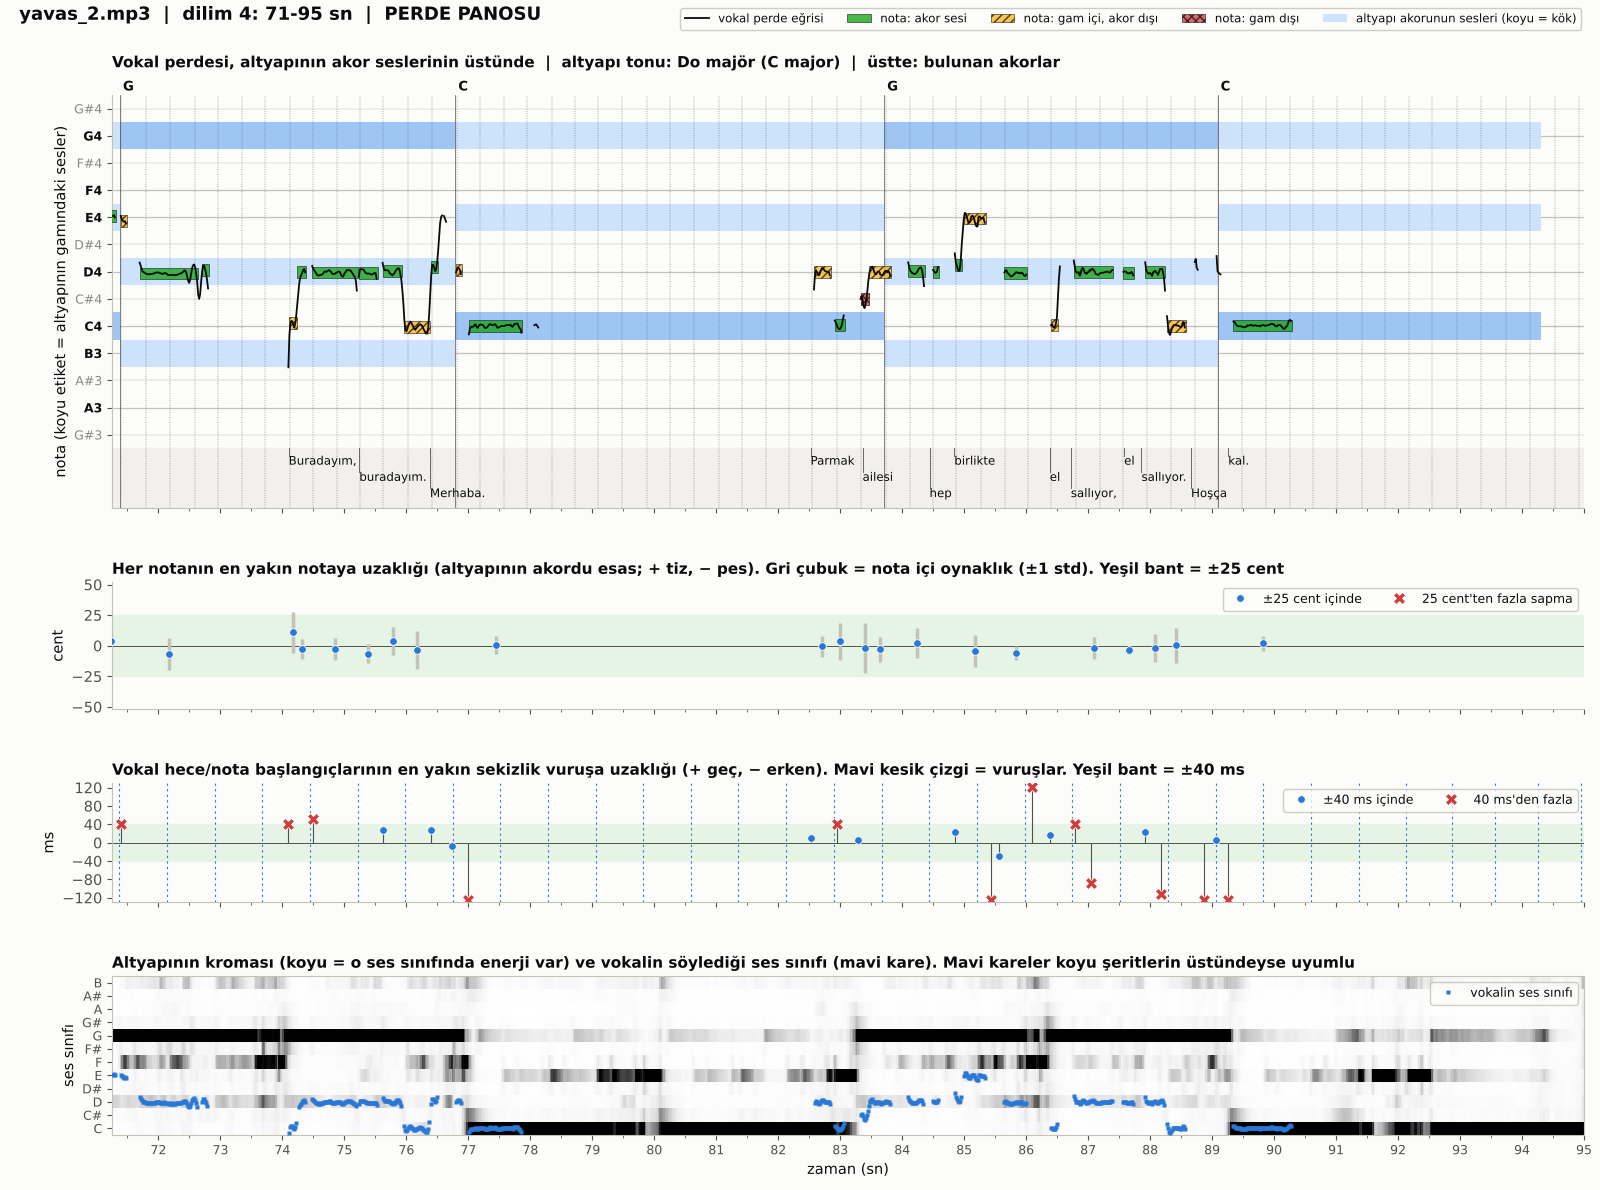 yavas_2.mp3 | dilim 4: 71-95 sn | PERDE PANOSU
vokal perde eğrisi
nota: akor sesi
nota: gam içi, akor dışı
nota: gam dışı
altyapı akorunun sesleri (koyu = kök)
Vokal perdesi, altyapının akor seslerinin üstünde | altyapı tonu: Do majör (C major) | üstte: bulunan akorlar
G C G C
nota (koyu etiket = altyapının gamındaki sesler)
G#4
G4
F#4
F4
E4
D#4
D4
C#4
C4
B3
A#3
A3
G#3
Buradayım, Parmak birlikte el kal.
buradayım. ailesi el sallıyor.
Merhaba. hep sallıyor, Hoşça
Her notanın en yakın notaya uzaklığı (altyapının akordu esas; + tiz, − pes). Gri çubuk = nota içi oynaklık (±1 std). Yeşil bant = ±25 cent
±25 cent içinde
25 cent'ten fazla sapma
cent
50
25
0
−25
−50
Vokal hece/nota başlangıçlarının en yakın sekizlik vuruşa uzaklığı (+ geç, − erken). Mavi kesik çizgi = vuruşlar. Yeşil bant = ±40 ms
±40 ms içinde
40 ms'den fazla
ms
120
80
40
0
−40
−80
−120
Altyapının kroması (koyu = o ses sınıfında enerji var) ve vokalin söylediği ses sınıfı (mavi kare). Mavi kareler koyu şeritlerin üstündeyse uyumlu
vokalin ses sınıfı
ses sınıfı
B
A#
A
G#
G
F#
F
E
D#
D
C#
C
72 73 74 75 76 77 78 79 80 81 82 83 84 85 86 87 88 89 90 91 92 93 94 95
zaman (sn)